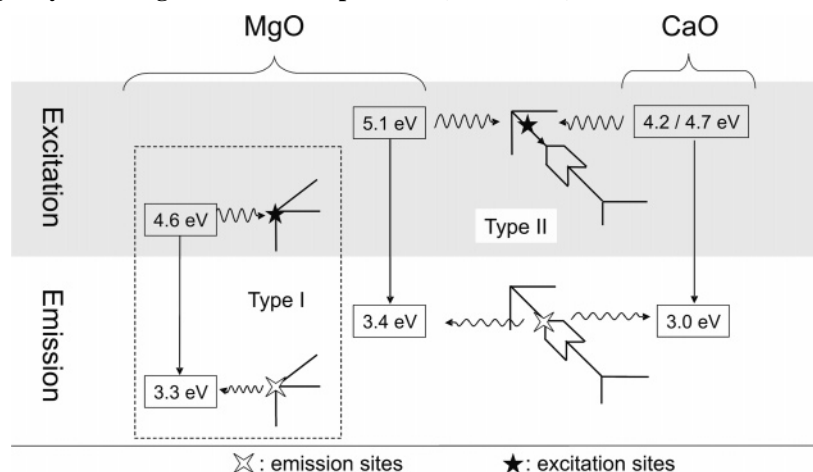 MgO
CaO
Excitation
5.1 eV
4.2 / 4.7 eV
4.6 eV
Type II
Emission
Type I
3.4 eV
3.0 eV
3.3 eV
: emission sites
: excitation sites